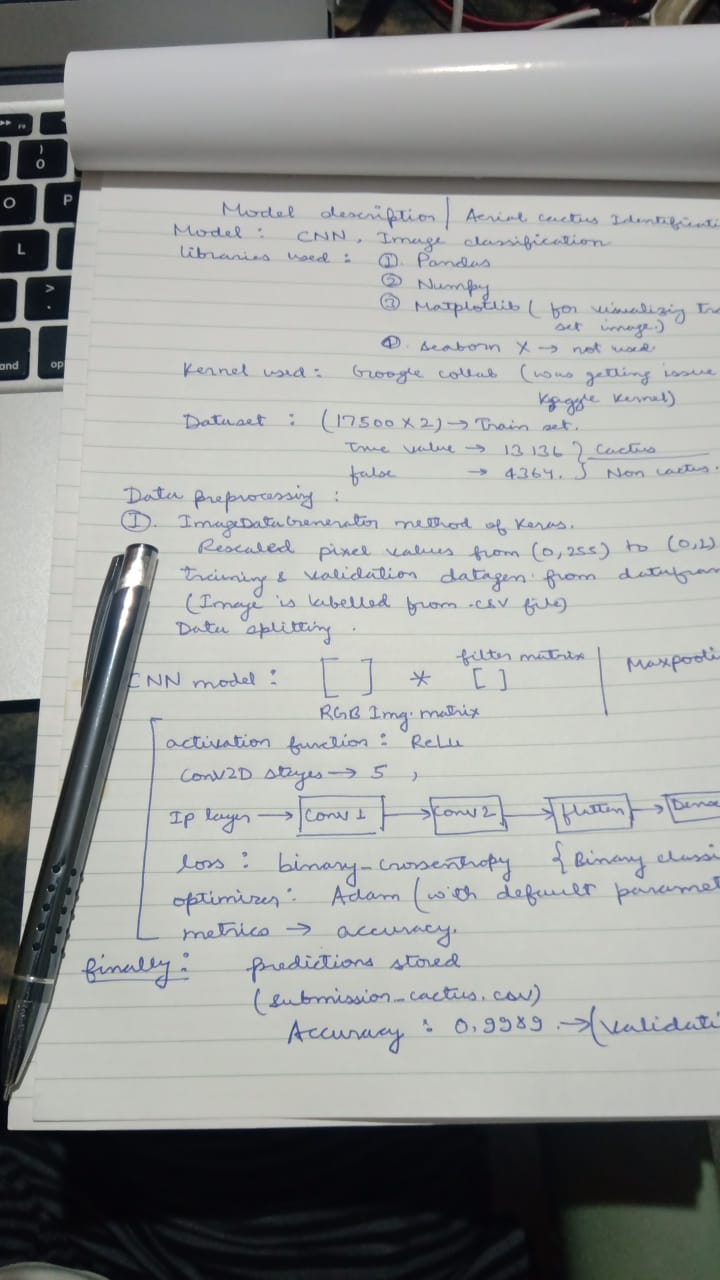 Model description | Aerial cactus Identificati
Model : CNN , Image classification
libraries used : ① Pandas
② Numpy
③ Matplotlib ( for visualizing tra
set image.)
④ Seaborn X → not used
Kernel used : Google collab (was getting issue
Kaggle Kernel)
Dataset : (17500 X 2) → Train set.
True value → 13136 } Cactus
false → 4364. } Non cactus.
Data preprocessing :
①. ImageDataGenerator method of Keras.
Rescaled pixel values from (0,255) to (0,1)
training & validation datagen from datafram
(Image is labelled from .csv file)
Data splitting .
CNN model : [ ] * filter matrix [ ] | Maxpooli
RGB Img. matrix
activation function : ReLu
Conv2D stages → 5 ,
Ip layer → Conv 1 → Conv 2 → flatten → Dense
loss : binary_crossentropy { Binary classi
optimizer : Adam (with default paramet
metrics → accuracy.
finally : predictions stored
(submission_cactus.csv)
Accuracy : 0.9989 . → (validati
O
P
L
0
)
>
.
and
op